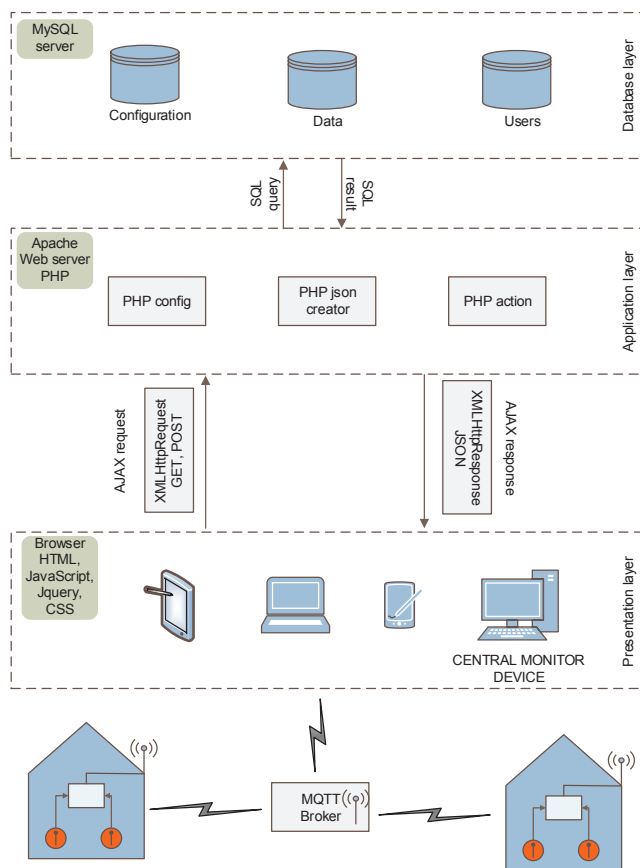 MySQL
server
Configuration
Data
Users
Database layer
SQL
query
SQL
result
Apache
Web server
PHP
PHP config
PHP json
creator
PHP action
Application layer
AJAX request
XMLHttpRequest
GET, POST
XMLHttpResponse
JSON
AJAX response
Browser
HTML,
JavaScript,
Jquery,
CSS
CENTRAL MONITOR
DEVICE
Presentation layer
MQTT
Broker